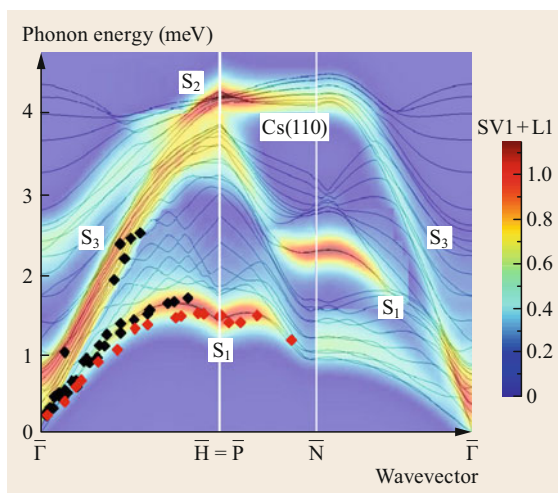 Phonon energy (meV)
S2
4
Cs(110)
SV1+L1
1.0
3
0.8
S3
S3
0.6
2
S1
0.4
1
S1
0.2
0
0
Γ̅
H̅ = P̅
N̅
Γ̅
Wavevector